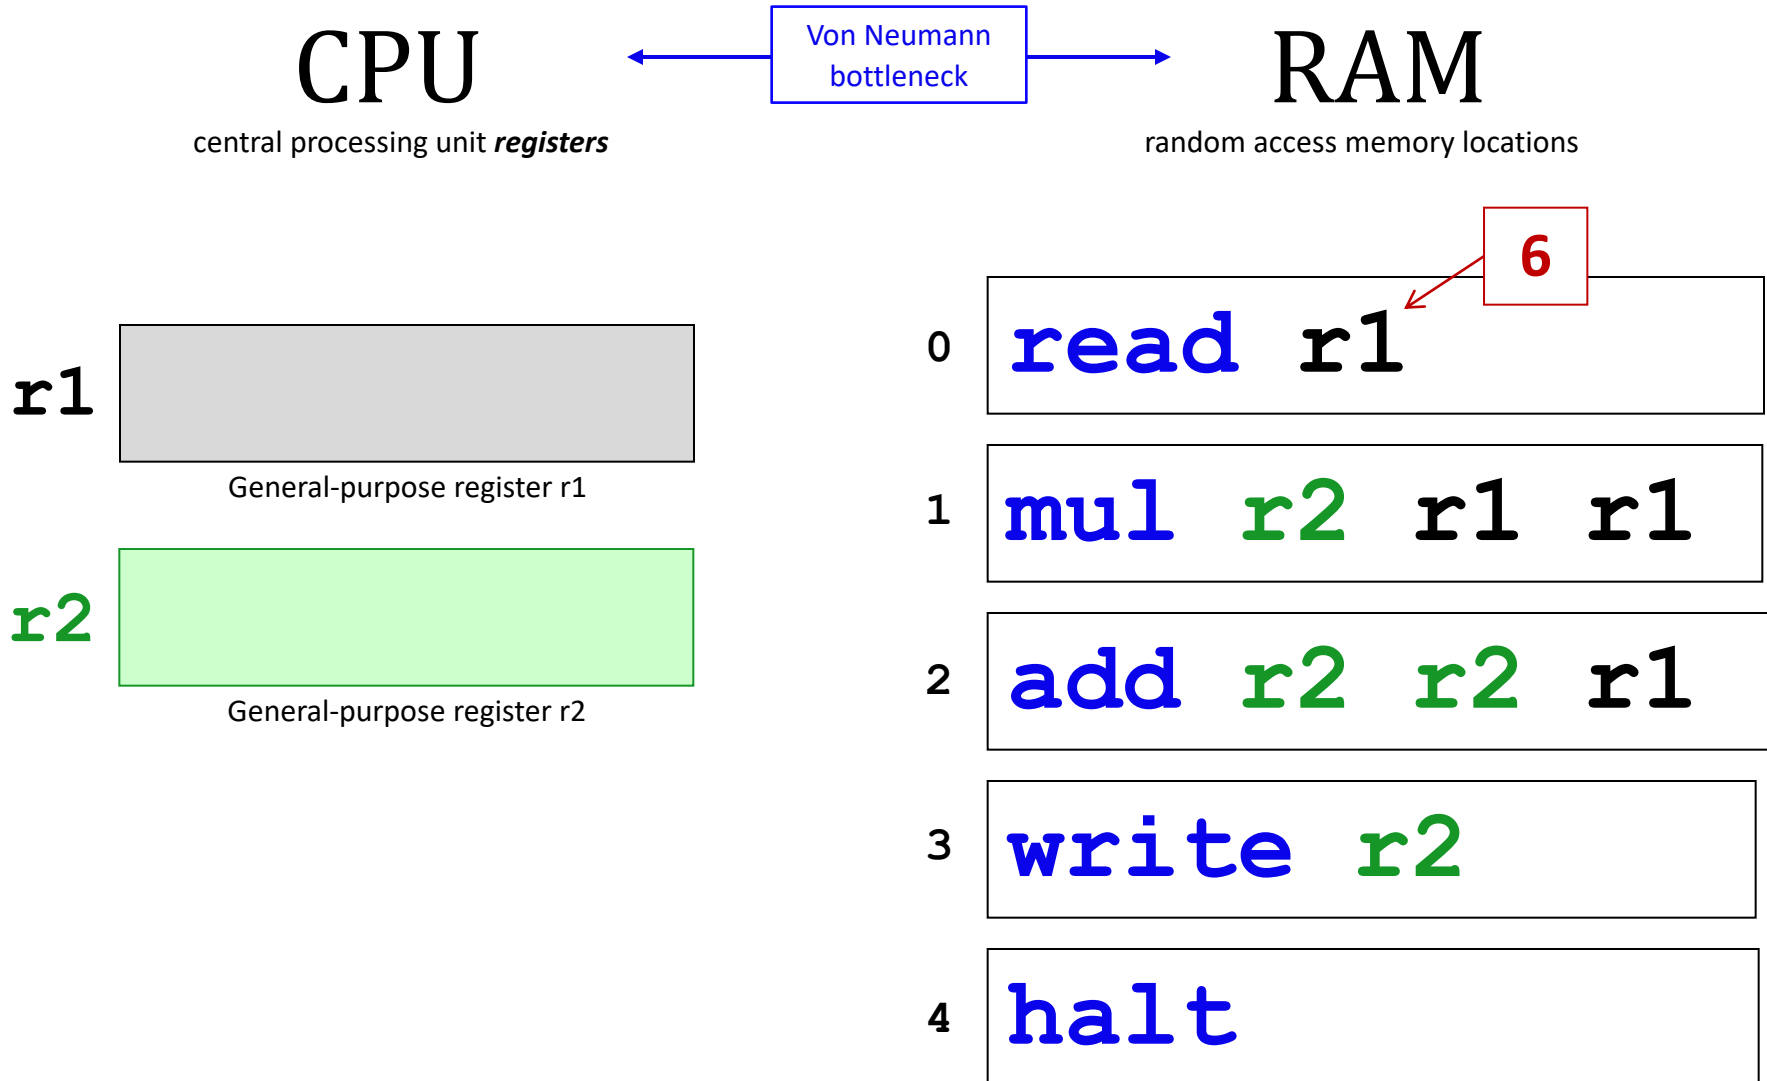 CPU
central processing unit registers
Von Neumann
bottleneck
RAM
random access memory locations
r1
General-purpose register r1
r2
General-purpose register r2
6
0 read r1
1 mul r2 r1 r1
2 add r2 r2 r1
3 write r2
4 halt